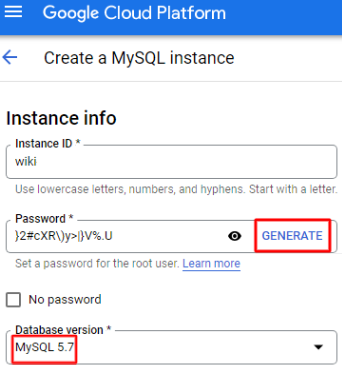 Google Cloud Platform
Create a MySQL instance
Instance info
Instance ID *
wiki
Use lowercase letters, numbers, and hyphens. Start with a letter.
Password *
}2#cXR\)y>|}V%.U GENERATE
Set a password for the root user. Learn more
No password
Database version *
MySQL 5.7